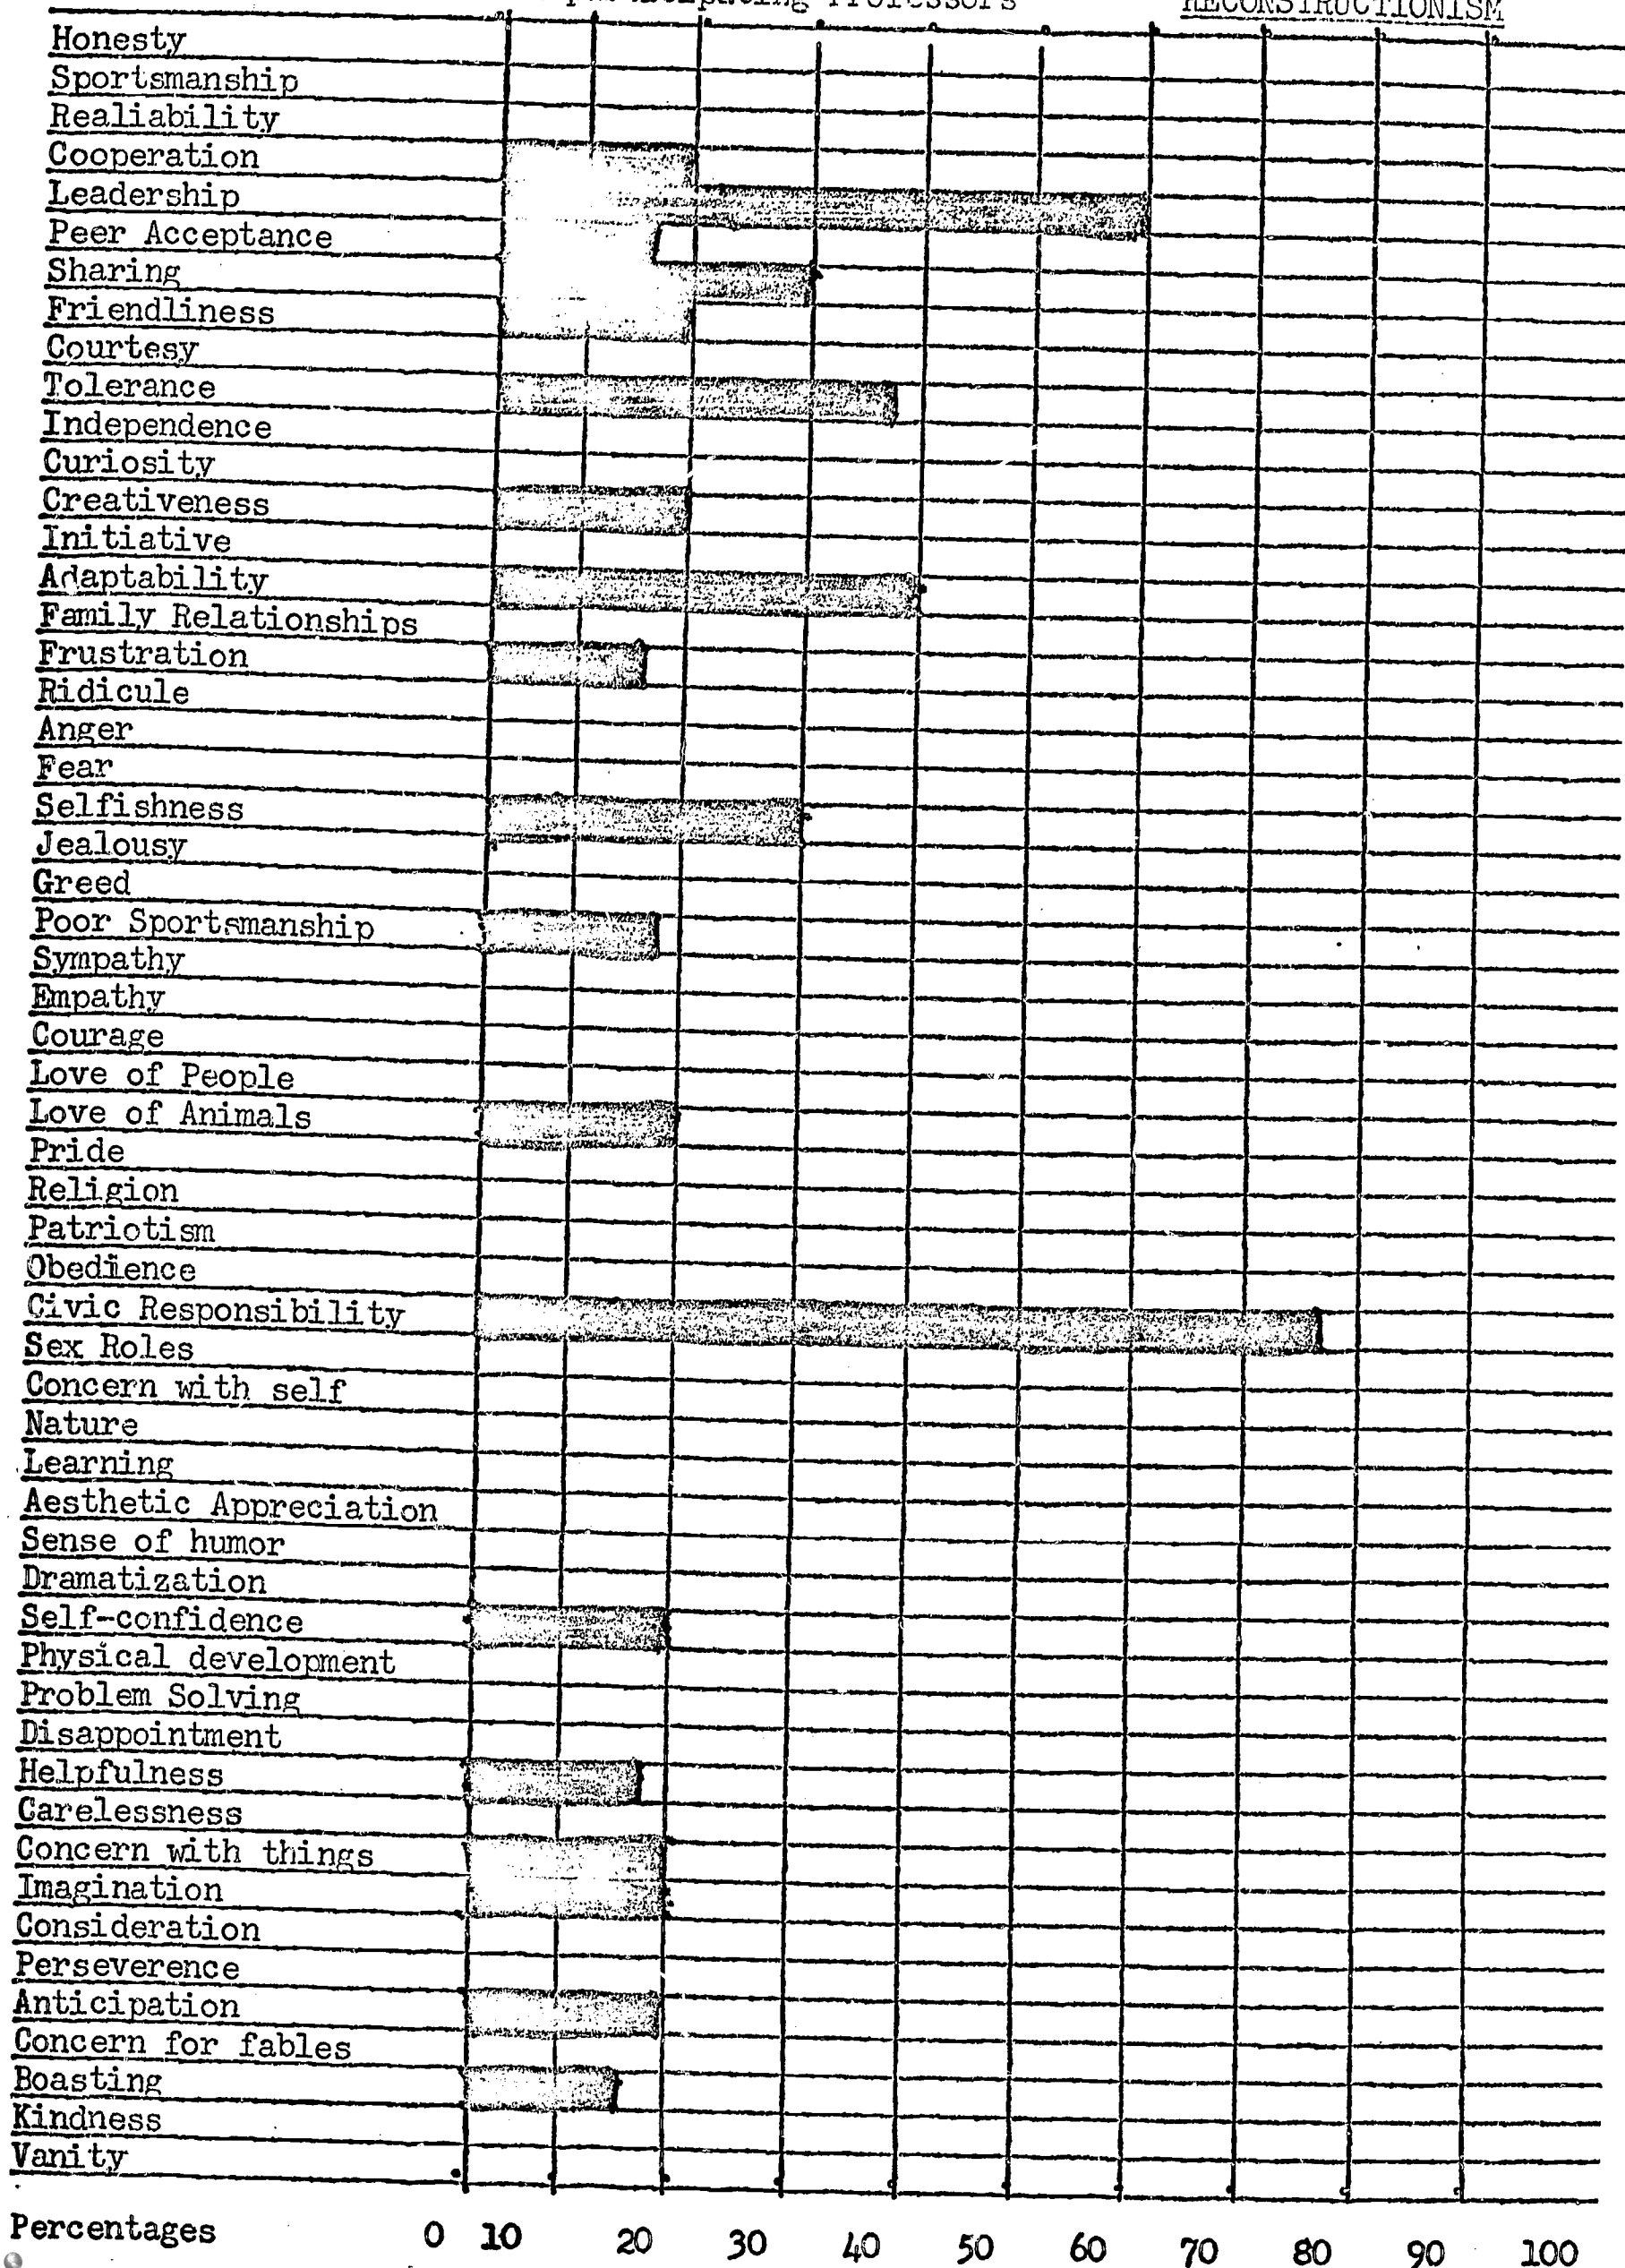 participating Professors RECONSTRUCTIONISM
Honesty
Sportsmanship
Realiability
Cooperation
Leadership
Peer Acceptance
Sharing
Friendliness
Courtesy
Tolerance
Independence
Curiosity
Creativeness
Initiative
Adaptability
Family Relationships
Frustration
Ridicule
Anger
Fear
Selfishness
Jealousy
Greed
Poor Sportsmanship
Sympathy
Empathy
Courage
Love of People
Love of Animals
Pride
Religion
Patriotism
Obedience
Civic Responsibility
Sex Roles
Concern with self
Nature
Learning
Aesthetic Appreciation
Sense of humor
Dramatization
Self-confidence
Physical development
Problem Solving
Disappointment
Helpfulness
Carelessness
Concern with things
Imagination
Consideration
Perseverence
Anticipation
Concern for fables
Boasting
Kindness
Vanity
Percentages 0 10 20 30 40 50 60 70 80 90 100